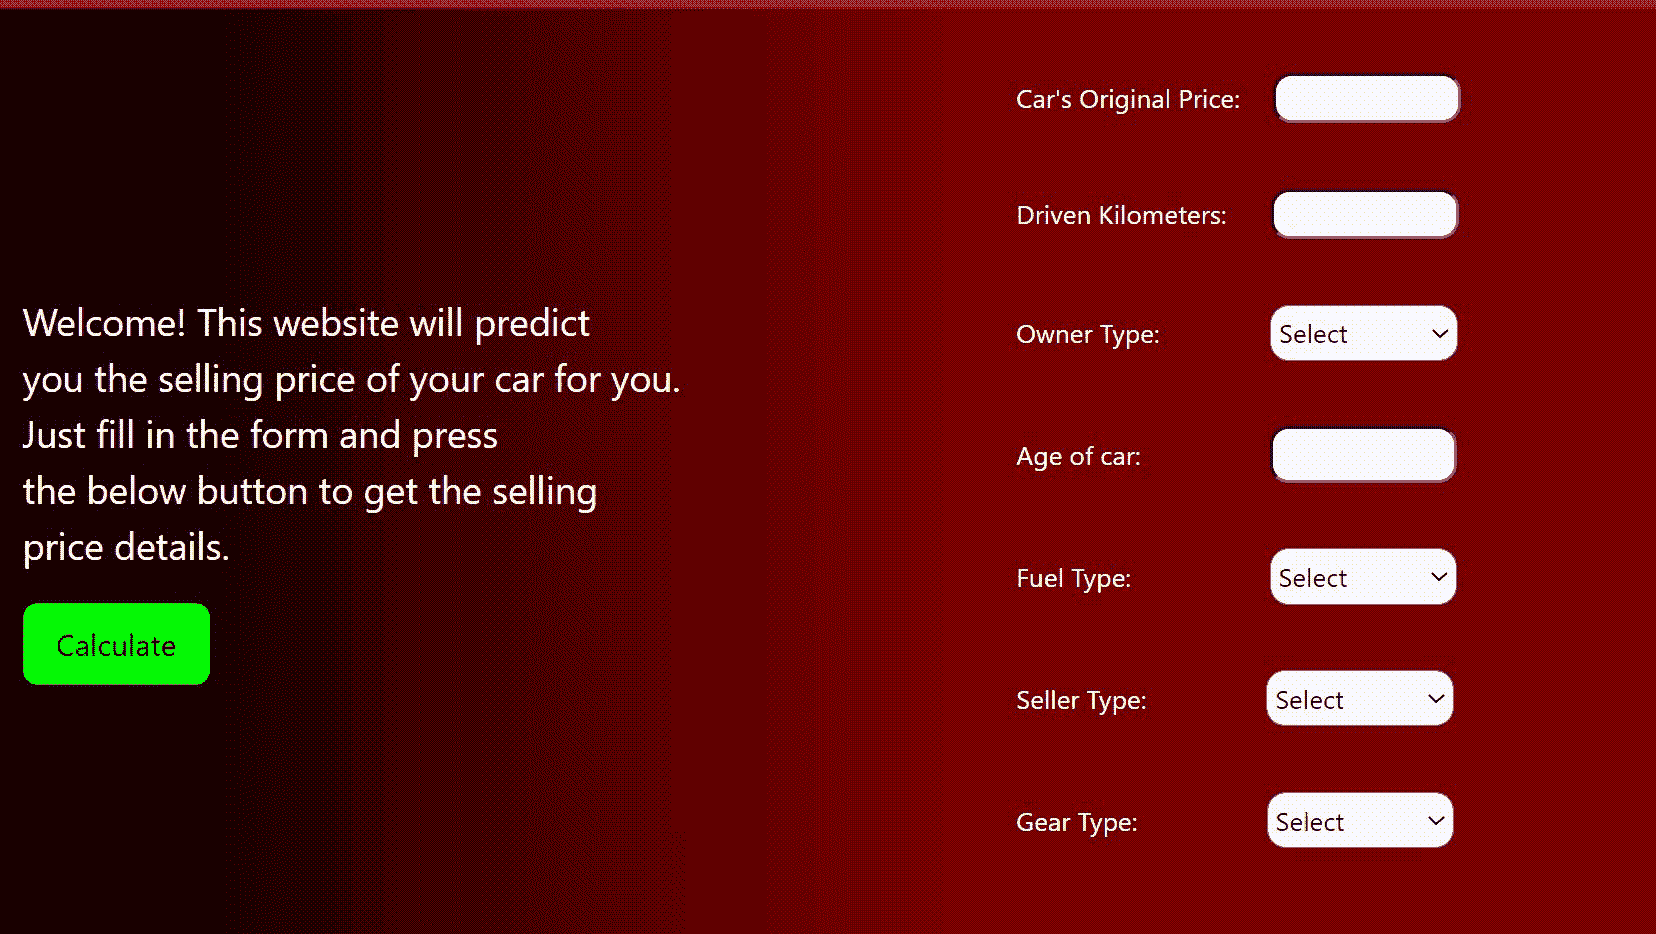 Welcome! This website will predict
you the selling price of your car for you.
Just fill in the form and press
the below button to get the selling
price details.
Calculate
Car's Original Price:
Driven Kilometers:
Owner Type: Select
Age of car:
Fuel Type: Select
Seller Type: Select
Gear Type: Select